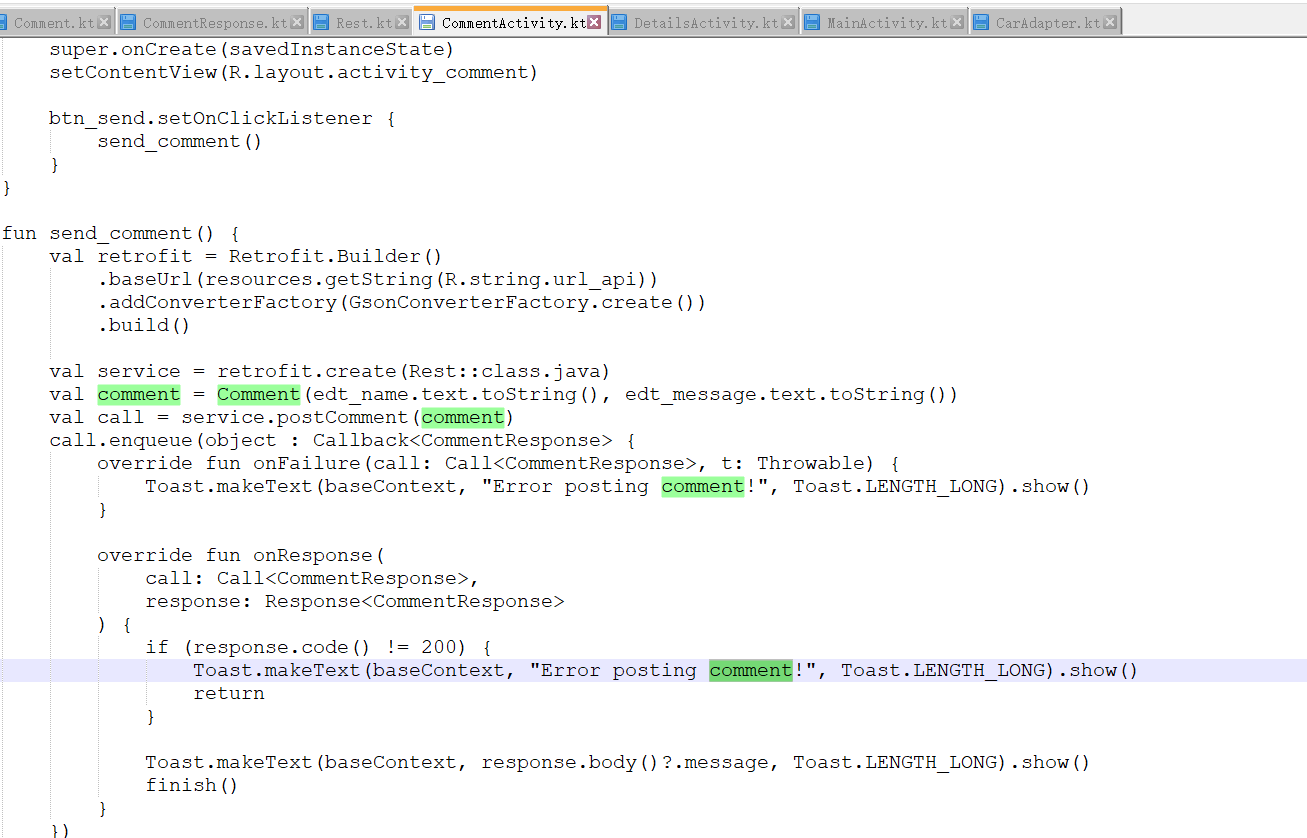 Comment.kt CommentResponse.kt Rest.kt CommentActivity.kt DetailsActivity.kt MainActivity.kt CarAdapter.kt
super.onCreate(savedInstanceState)
setContentView(R.layout.activity_comment)
btn_send.setOnClickListener {
send_comment()
}
}
fun send_comment() {
val retrofit = Retrofit.Builder()
.baseUrl(resources.getString(R.string.url_api))
.addConverterFactory(GsonConverterFactory.create())
.build()
val service = retrofit.create(Rest::class.java)
val comment = Comment(edt_name.text.toString(), edt_message.text.toString())
val call = service.postComment(comment)
call.enqueue(object : Callback<CommentResponse> {
override fun onFailure(call: Call<CommentResponse>, t: Throwable) {
Toast.makeText(baseContext, "Error posting comment!", Toast.LENGTH_LONG).show()
}
override fun onResponse(
call: Call<CommentResponse>,
response: Response<CommentResponse>
) {
if (response.code() != 200) {
Toast.makeText(baseContext, "Error posting comment!", Toast.LENGTH_LONG).show()
return
}
Toast.makeText(baseContext, response.body()?.message, Toast.LENGTH_LONG).show()
finish()
}
})